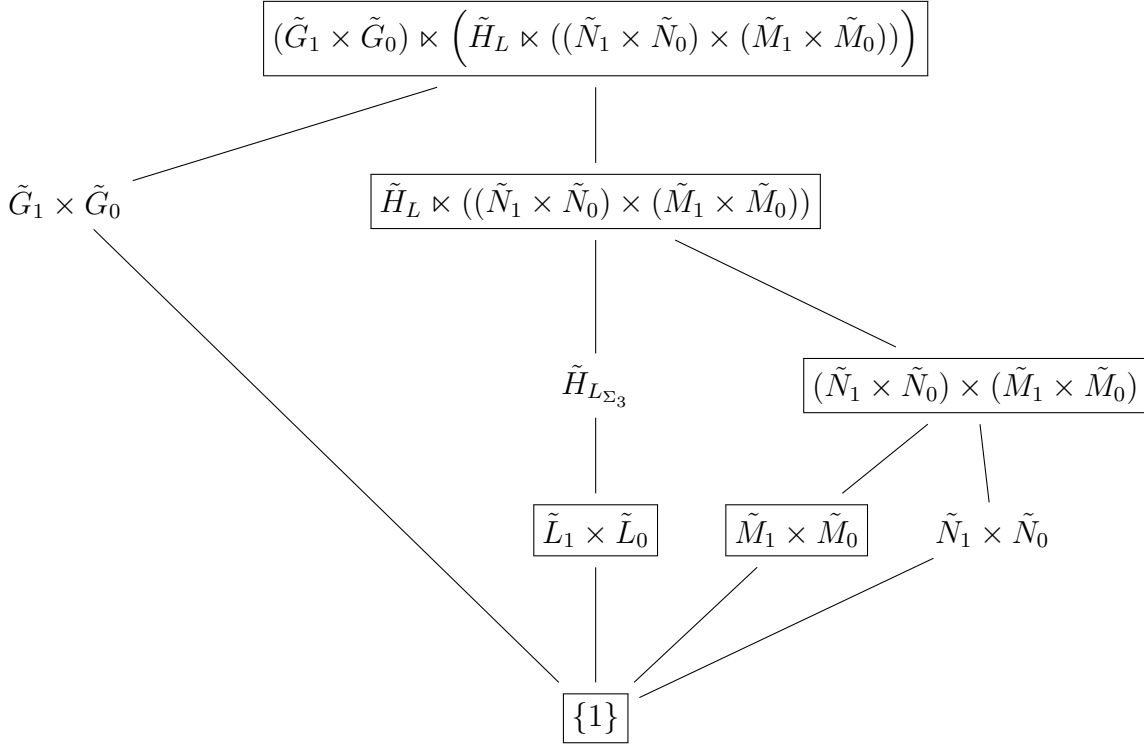 (G̃₁ × G̃₀) ⋉ (H̃_L ⋉ ((Ñ₁ × Ñ₀) × (M̃₁ × M̃₀)))
G̃₁ × G̃₀
H̃_L ⋉ ((Ñ₁ × Ñ₀) × (M̃₁ × M̃₀))
H̃_{L_{Σ₃}}
(Ñ₁ × Ñ₀) × (M̃₁ × M̃₀)
L̃₁ × L̃₀
M̃₁ × M̃₀
Ñ₁ × Ñ₀
{1}